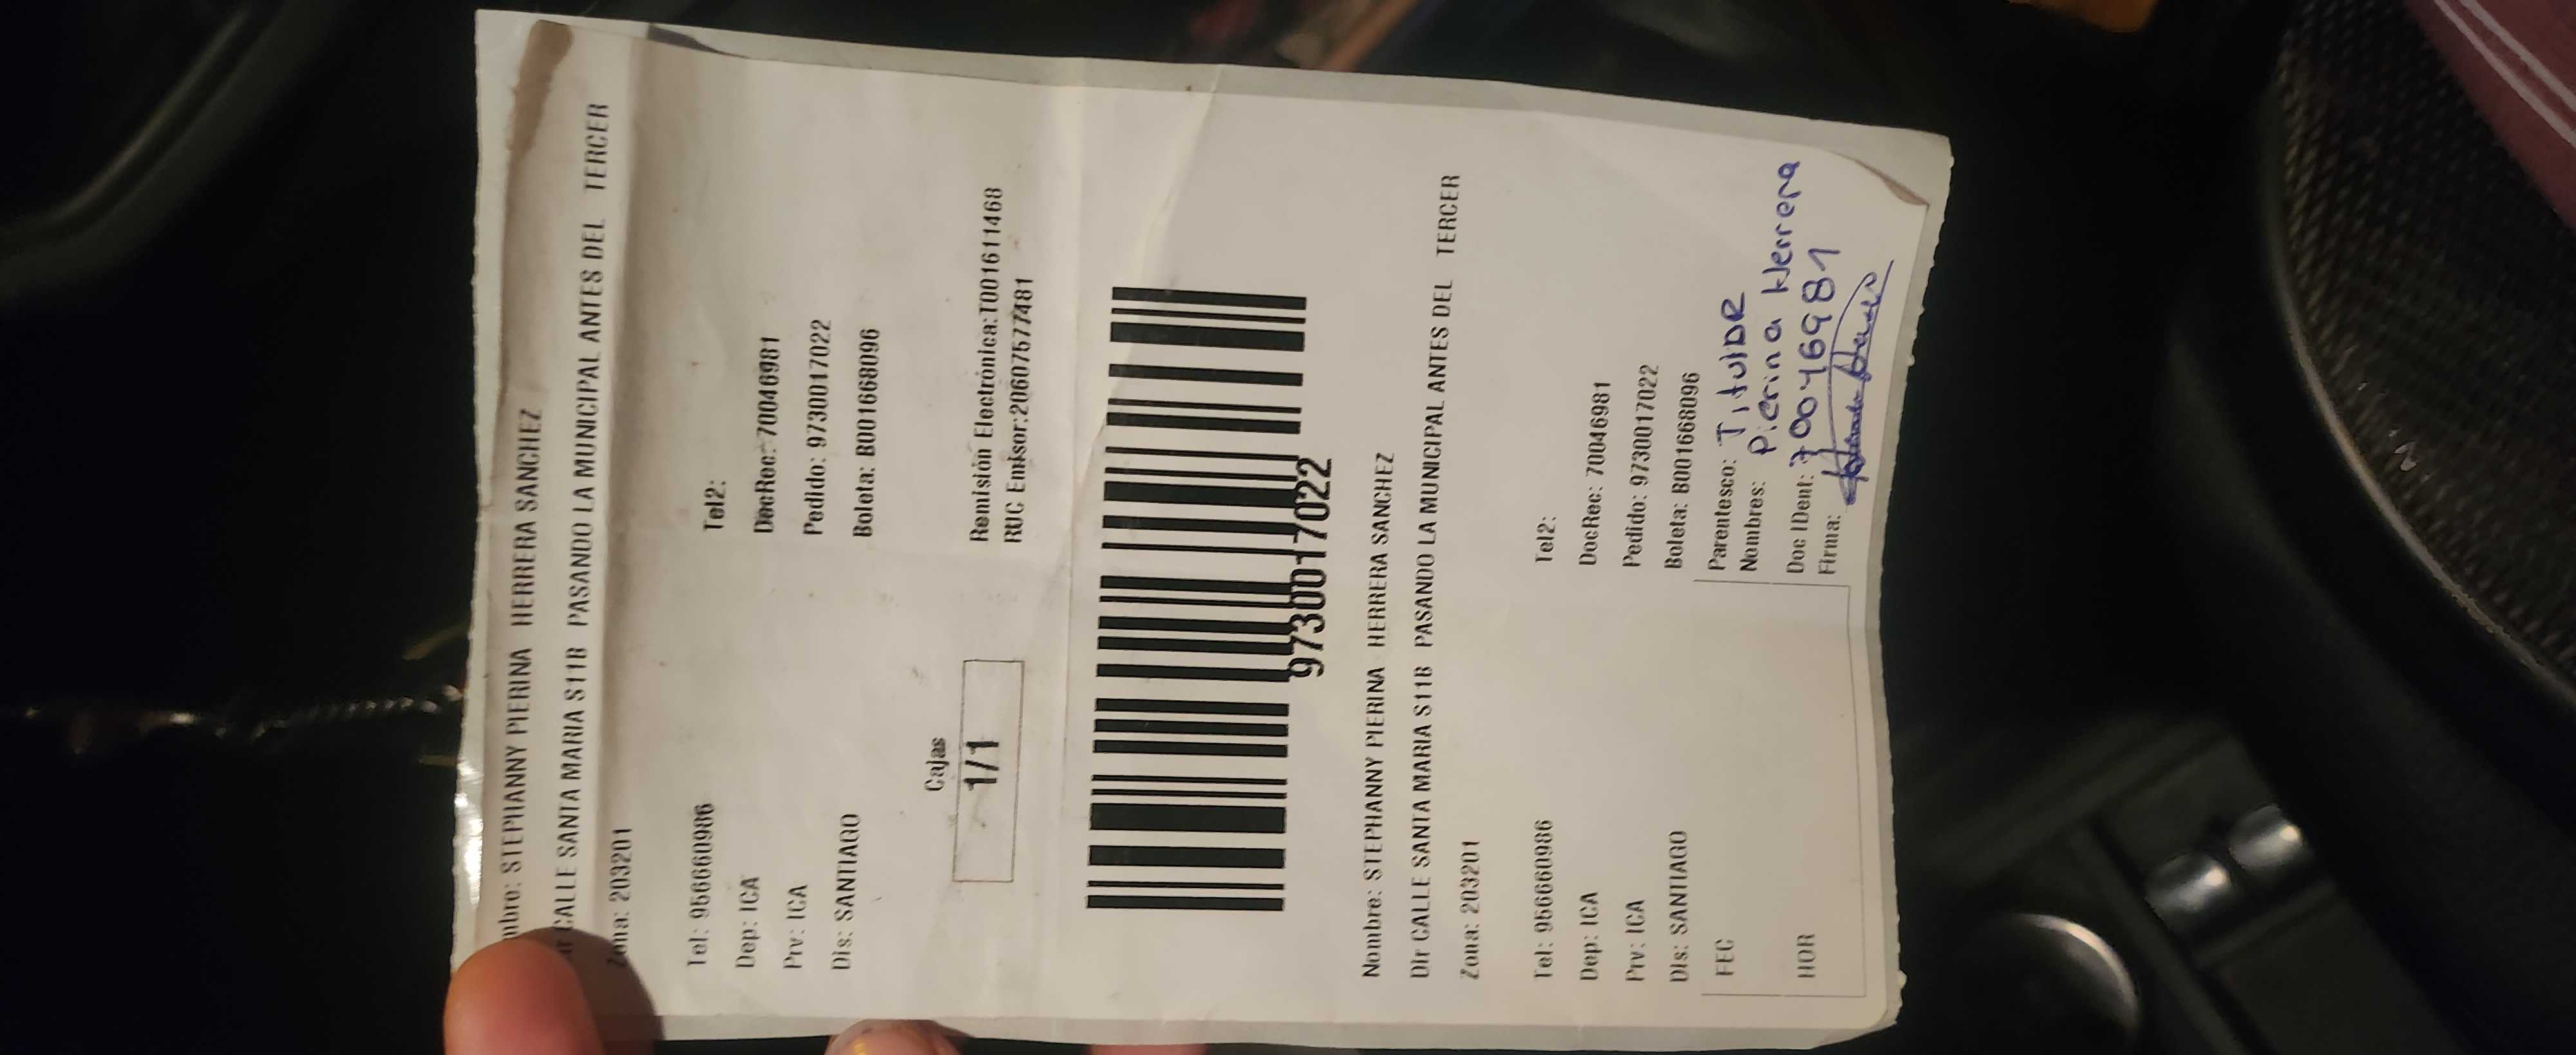 mbre: STEPHANNY PIERINA HERRERA SANCHEZ
CALLE SANTA MARIA S11B PASANDO LA MUNICIPAL ANTES DEL TERCER
Zona: 203201
Tel: 956660986 Tel2:
Dep: ICA DocRec: 70046981
Prv: ICA Pedido: 9730017022
Dis: SANTIAGO Boleta: B001668096
Cajas
1/1
Remisión Electrónica:T001611468
RUC Emisor:20607577481
9730017022
Nombre: STEPHANNY PIERINA HERRERA SANCHEZ
Dir CALLE SANTA MARIA S11B PASANDO LA MUNICIPAL ANTES DEL TERCER
Zona: 203201
Tel: 956660986 Tel2:
Dep: ICA DocRec: 70046981
Prv: ICA Pedido: 9730017022
Dis: SANTIAGO Boleta: B001668096
FEC
HOR
Parentesco: Titular
Nombres: Pierina Herrera
Doc IDent: 70046981
Firma: